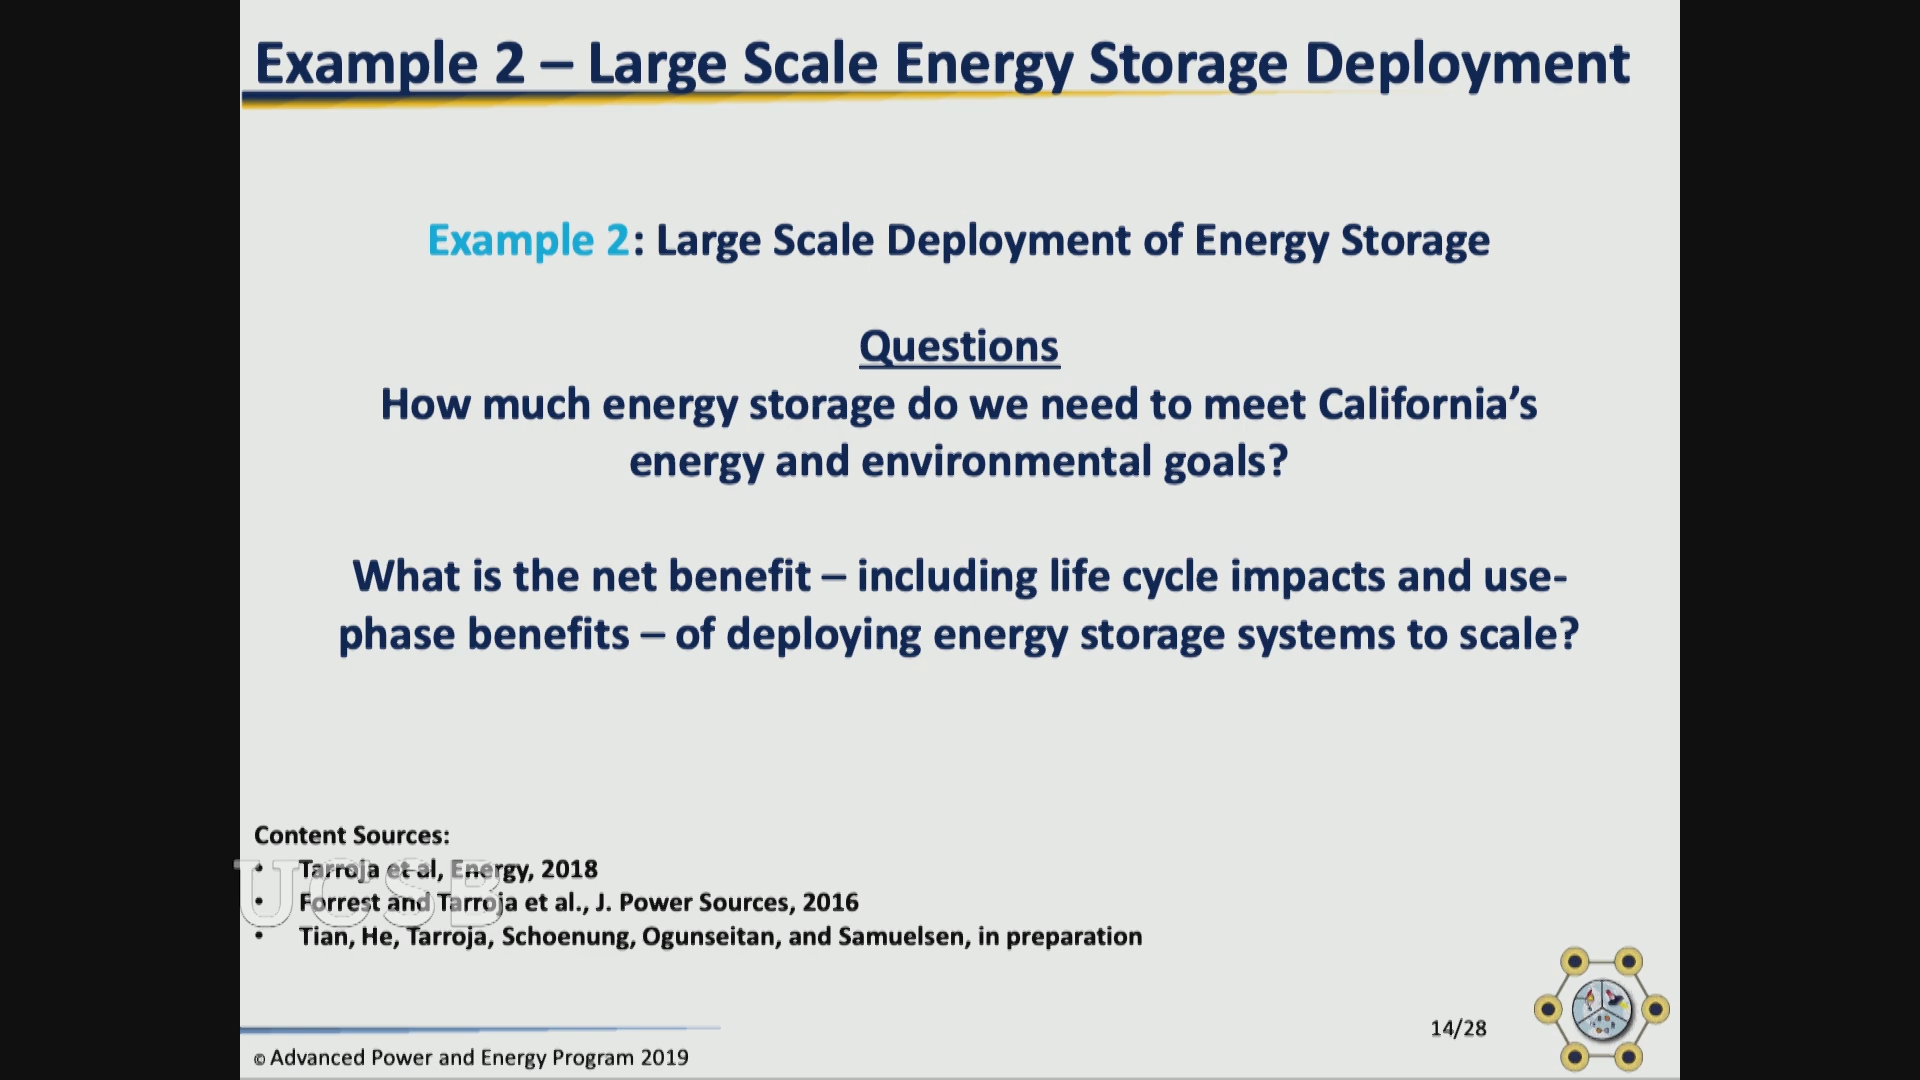 Example 2 – Large Scale Energy Storage Deployment
Example 2: Large Scale Deployment of Energy Storage
Questions
How much energy storage do we need to meet California’s
energy and environmental goals?
What is the net benefit – including life cycle impacts and use-
phase benefits – of deploying energy storage systems to scale?
Content Sources:
• Tarroja et al, Energy, 2018
• Forrest and Tarroja et al., J. Power Sources, 2016
• Tian, He, Tarroja, Schoenung, Ogunseitan, and Samuelsen, in preparation
UCSB
14/28
© Advanced Power and Energy Program 2019